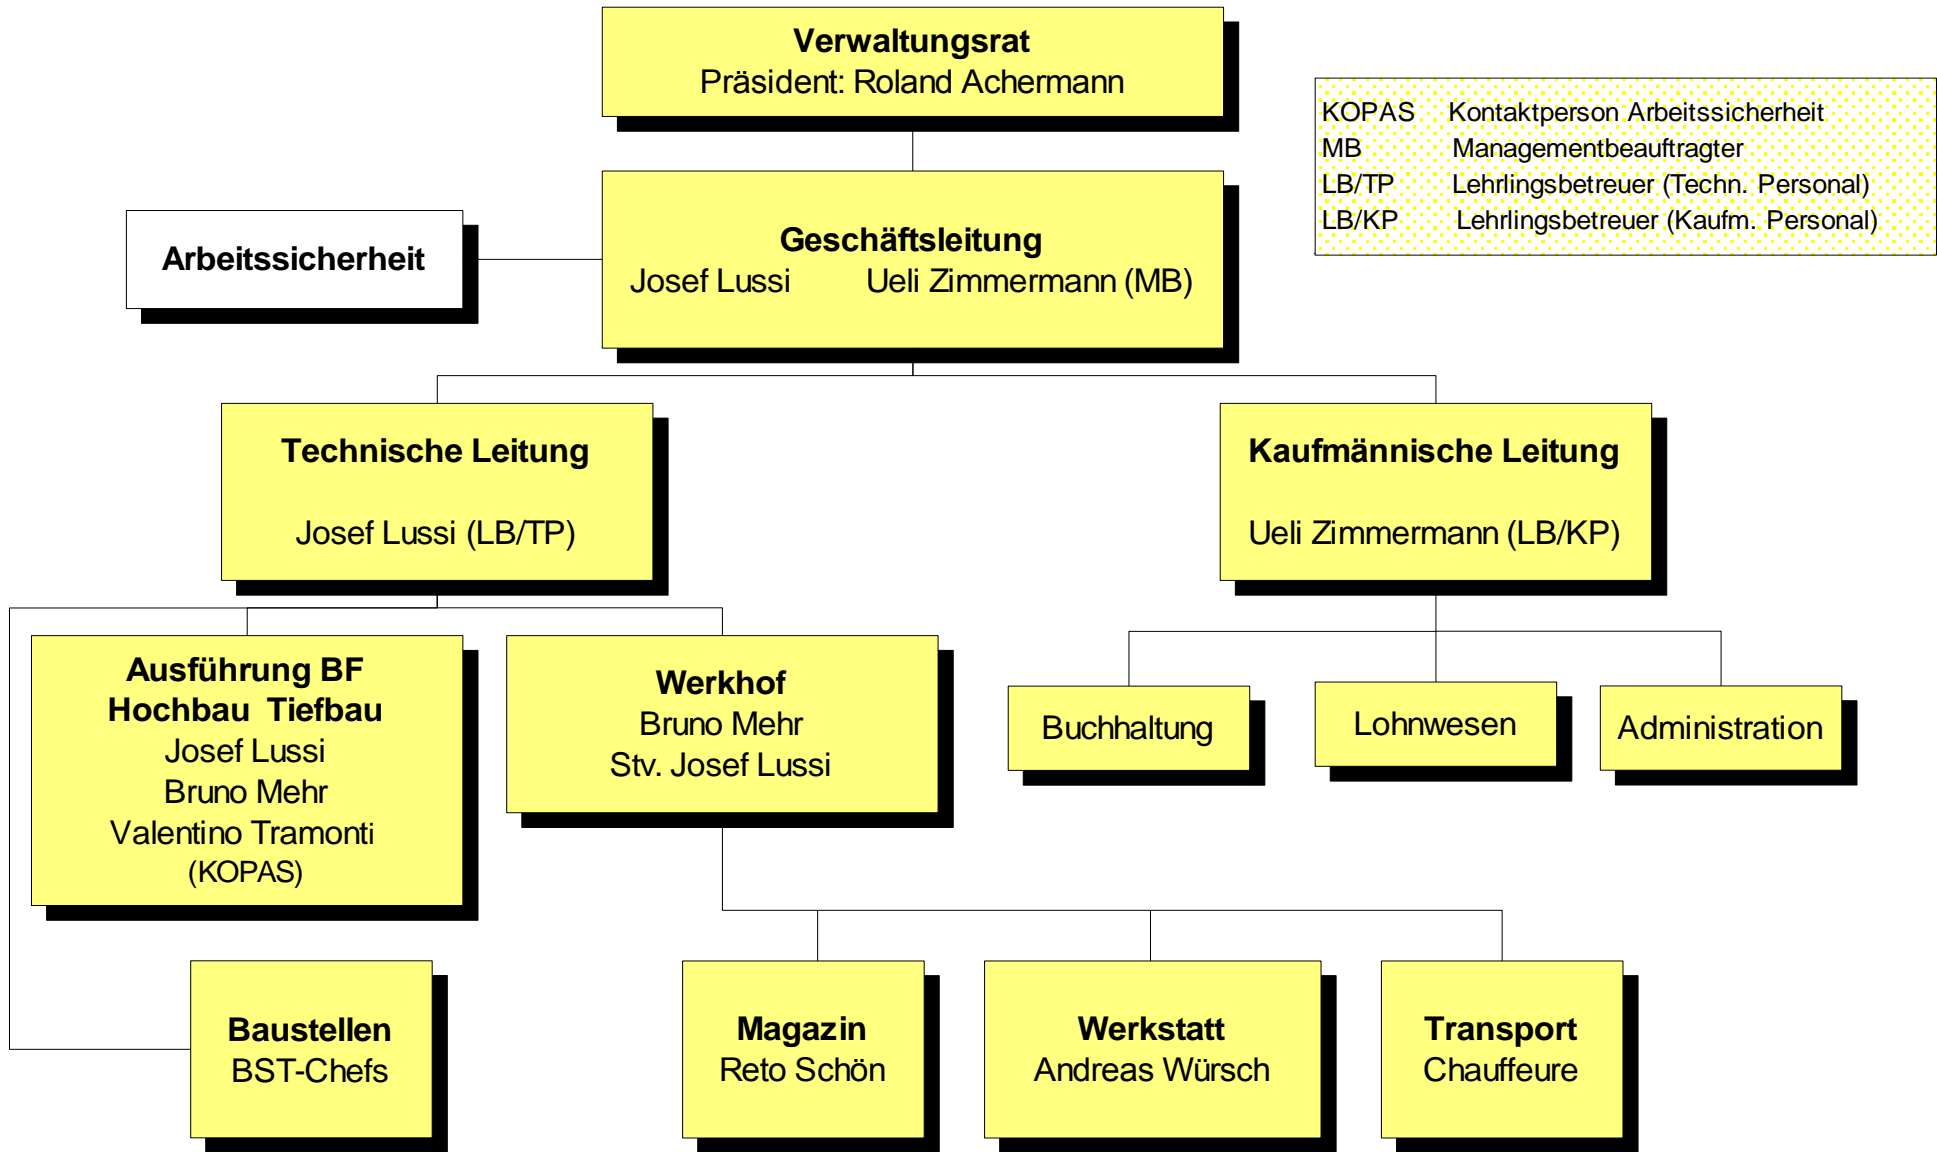 Verwaltungsrat
Präsident: Roland Achermann
KOPAS Kontaktperson Arbeitssicherheit
MB Managementbeauftragter
LB/TP Lehrlingsbetreuer (Techn. Personal)
LB/KP Lehrlingsbetreuer (Kaufm. Personal)
Arbeitssicherheit
Geschäftsleitung
Josef Lussi Ueli Zimmermann (MB)
Technische Leitung
Josef Lussi (LB/TP)
Kaufmännische Leitung
Ueli Zimmermann (LB/KP)
Ausführung BF
Hochbau Tiefbau
Josef Lussi
Bruno Mehr
Valentino Tramonti
(KOPAS)
Werkhof
Bruno Mehr
Stv. Josef Lussi
Buchhaltung
Lohnwesen
Administration
Baustellen
BST-Chefs
Magazin
Reto Schön
Werkstatt
Andreas Würsch
Transport
Chauffeure